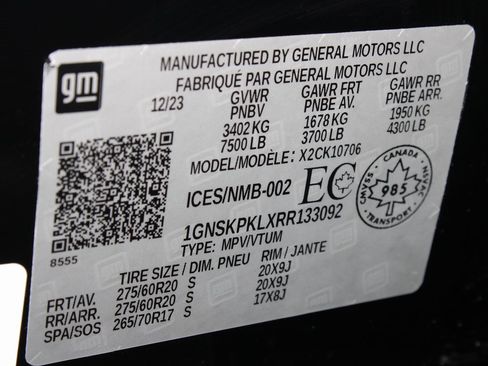 gm
MANUFACTURED BY GENERAL MOTORS LLC
FABRIQUÉ PAR GENERAL MOTORS LLC
12/23 GVWR GAWR FRT GAWR RR
PNBV PNBE AV. PNBE ARR.
3402 KG 1678 KG 1950 KG
7500 LB 3700 LB 4300 LB
MODEL/MODÈLE: X2CK10706
ICES/NMB-002 EC
CANADA
CMVSS NSVAC
985
TRANSPORT
1GNSKPKLXRR133092
TYPE: MPV/VTUM
8555
TIRE SIZE / DIM. PNEU RIM / JANTE
FRT/AV. 275/60R20 S 20X9J
RR/ARR. 275/60R20 S 20X9J
SPA/SOS 265/70R17 S 17X8J